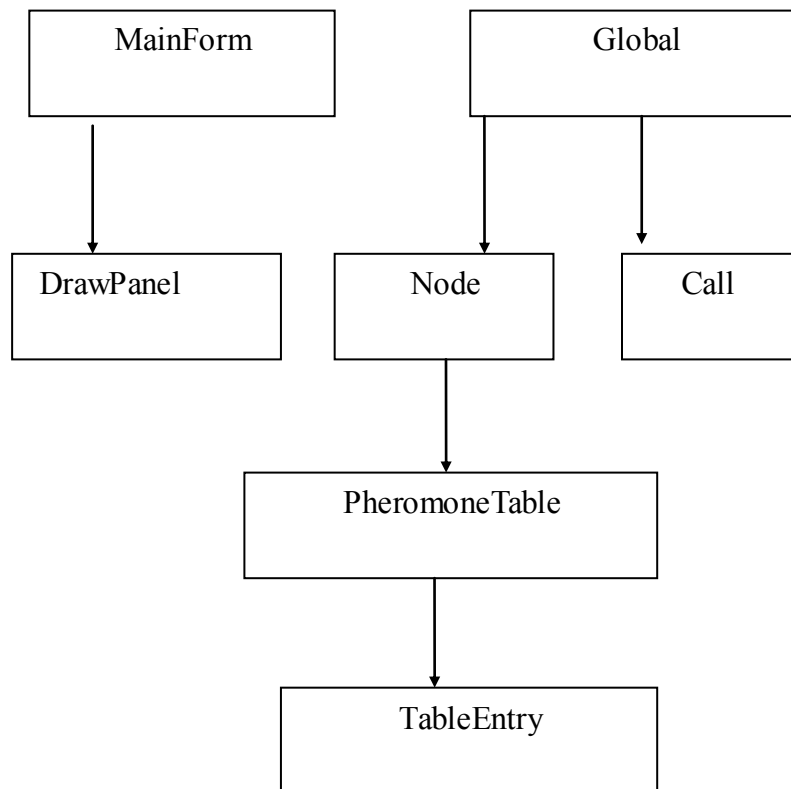 MainForm
Global
DrawPanel
Node
Call
PheromoneTable
TableEntry